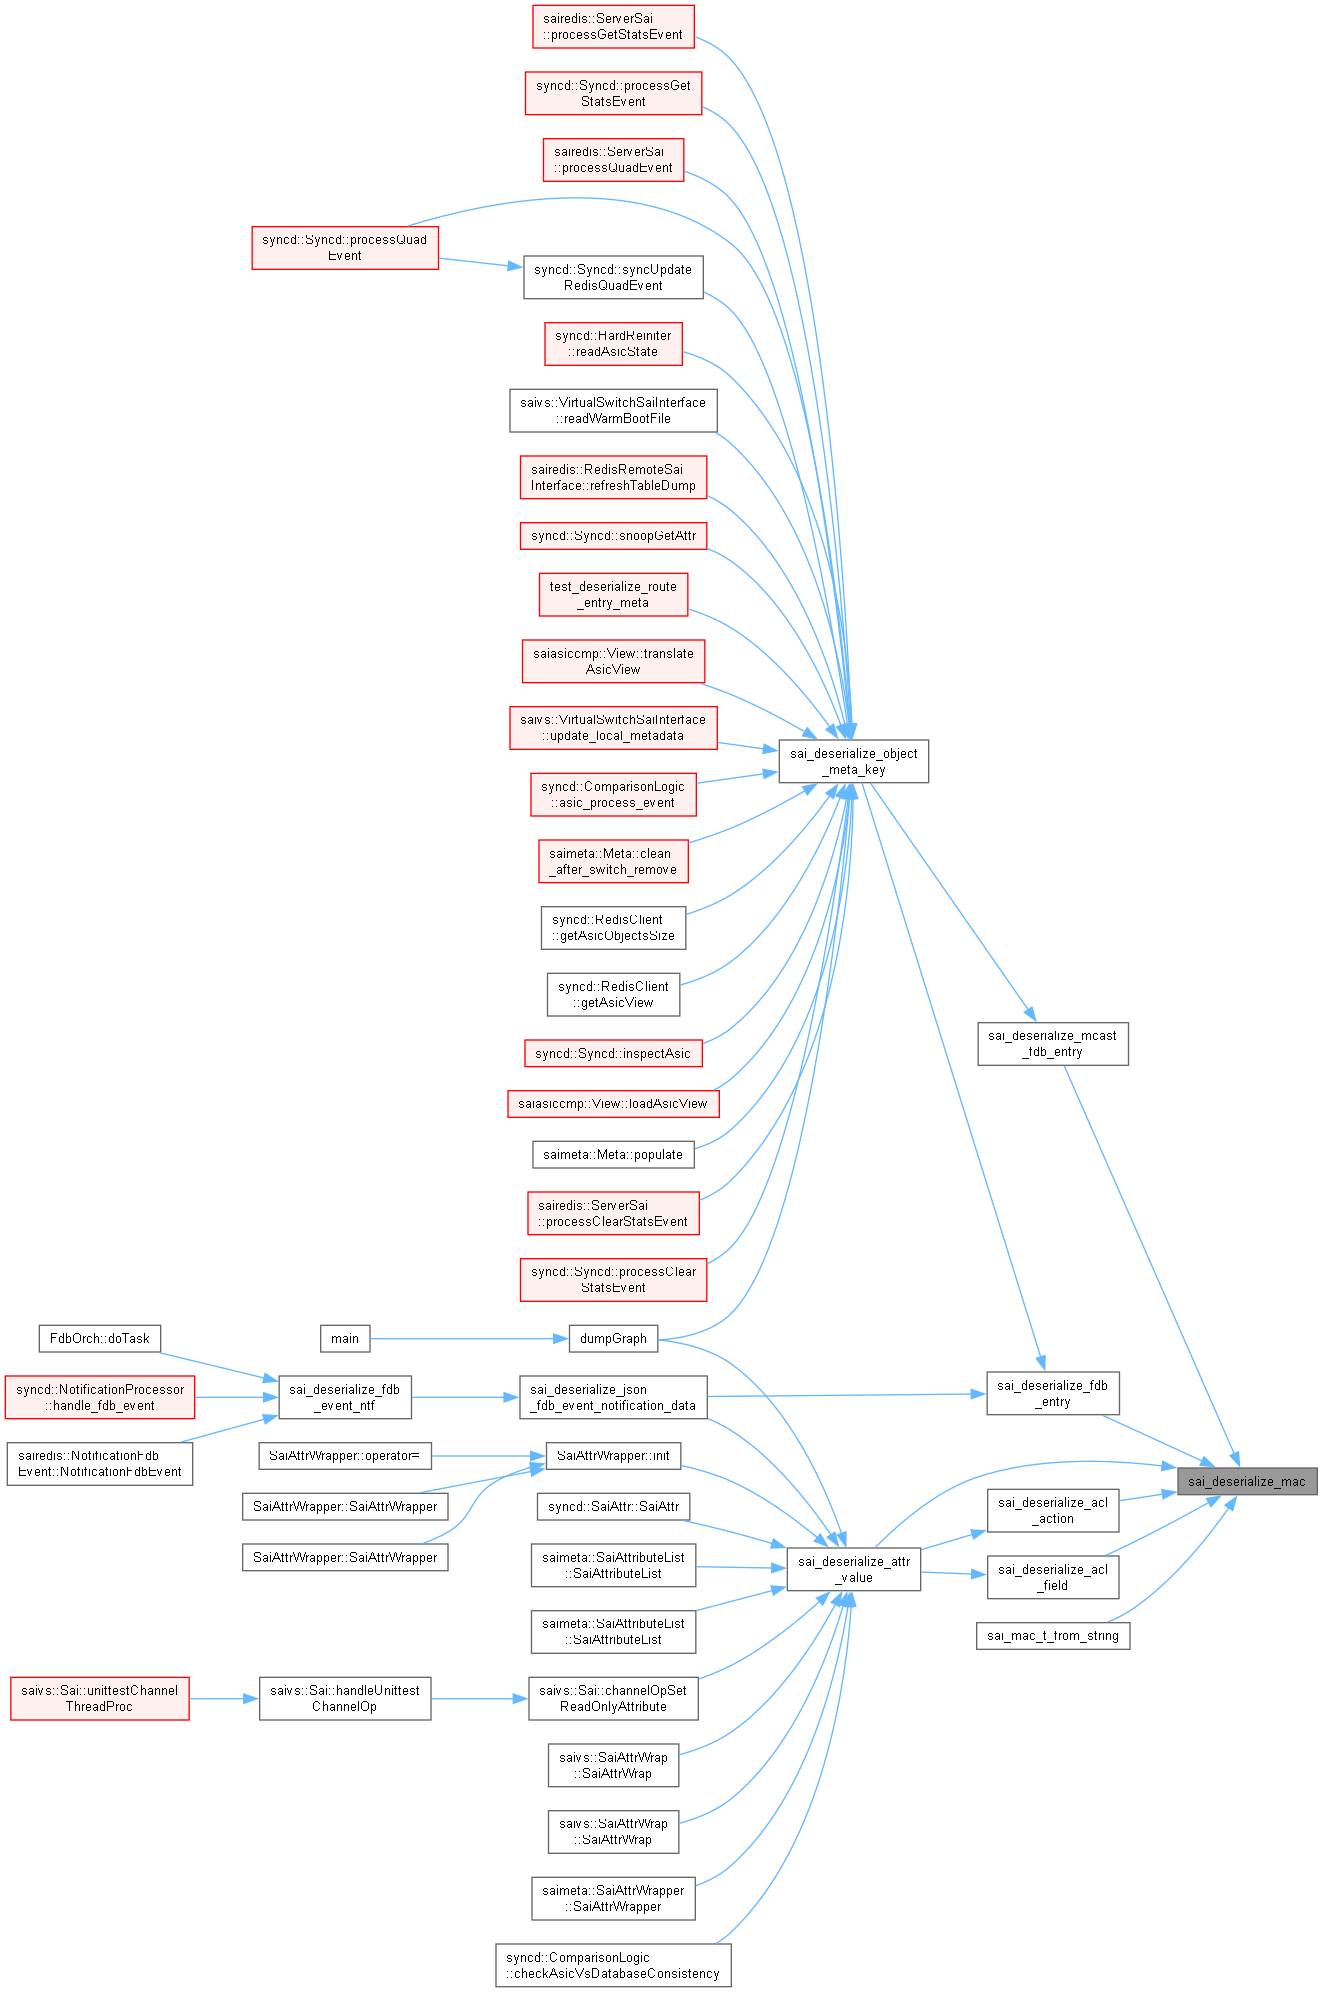 sairedis::ServerSai
::processGetStatsEvent
syncd::Syncd::processGet
StatsEvent
sairedis::ServerSai
::processQuadEvent
syncd::Syncd::processQuad
Event
syncd::Syncd::syncUpdate
RedisQuadEvent
syncd::HardReiniter
::readAsicState
saivs::VirtualSwitchSaiInterface
::readWarmBootFile
sairedis::RedisRemoteSai
Interface::refreshTableDump
syncd::Syncd::snoopGetAttr
test_deserialize_route
_entry_meta
saiasiccmp::View::translate
AsicView
saivs::VirtualSwitchSaiInterface
::update_local_metadata
sai_deserialize_object
_meta_key
syncd::ComparisonLogic
::asic_process_event
saimeta::Meta::clean
_after_switch_remove
syncd::RedisClient
::getAsicObjectsSize
syncd::RedisClient
::getAsicView
sai_deserialize_mcast
_fdb_entry
syncd::Syncd::inspectAsic
saiasiccmp::View::loadAsicView
saimeta::Meta::populate
sairedis::ServerSai
::processClearStatsEvent
syncd::Syncd::processClear
StatsEvent
FdbOrch::doTask
main
dumpGraph
syncd::NotificationProcessor
::handle_fdb_event
sai_deserialize_fdb
_event_ntf
sai_deserialize_json
_fdb_event_notification_data
sai_deserialize_fdb
_entry
sairedis::NotificationFdb
Event::NotificationFdbEvent
SaiAttrWrapper::operator=
SaiAttrWrapper::init
sai_deserialize_mac
SaiAttrWrapper::SaiAttrWrapper
syncd::SaiAttr::SaiAttr
sai_deserialize_acl
_action
SaiAttrWrapper::SaiAttrWrapper
saimeta::SaiAttributeList
::SaiAttributeList
sai_deserialize_attr
_value
sai_deserialize_acl
_field
saimeta::SaiAttributeList
::SaiAttributeList
sai_mac_t_from_string
saivs::Sai::unittestChannel
ThreadProc
saivs::Sai::handleUnittest
ChannelOp
saivs::Sai::channelOpSet
ReadOnlyAttribute
saivs::SaiAttrWrap
::SaiAttrWrap
saivs::SaiAttrWrap
::SaiAttrWrap
saimeta::SaiAttrWrapper
::SaiAttrWrapper
syncd::ComparisonLogic
::checkAsicVsDatabaseConsistency